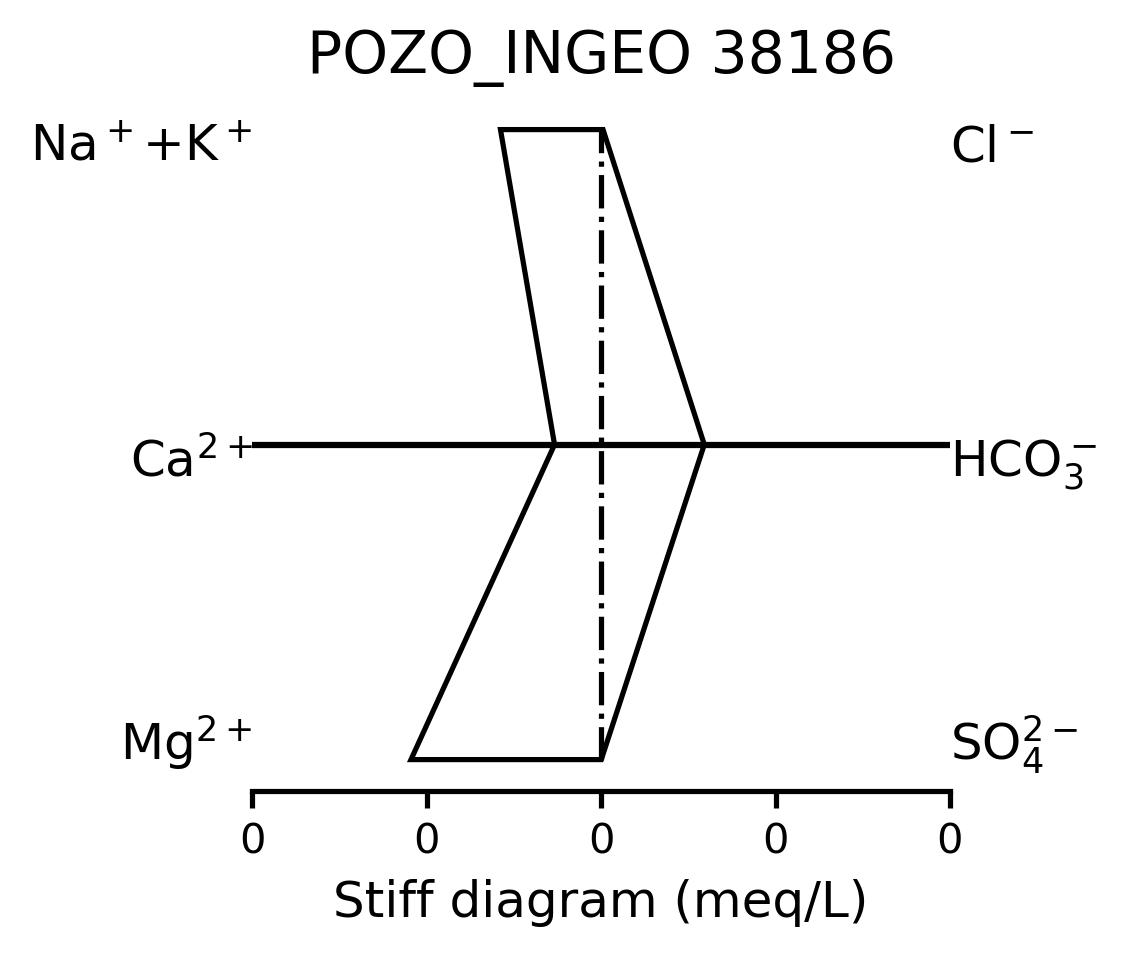 POZO_INGEO 38186
Na⁺+K⁺ Cl⁻
Ca²⁺ HCO₃⁻
Mg²⁺ SO₄²⁻
0 0 0 0 0
Stiff diagram (meq/L)